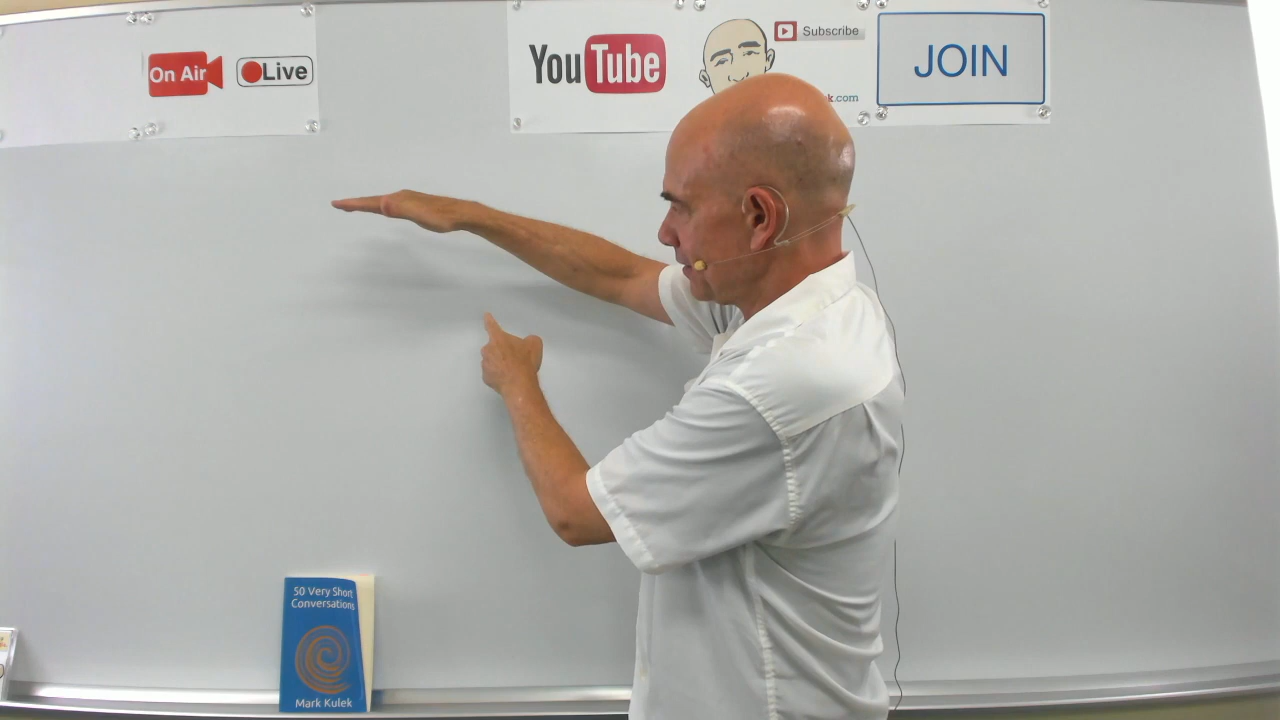 On Air
Live
YouTube
Subscribe
k.com
JOIN
50 Very Short
Conversations
Mark Kulek